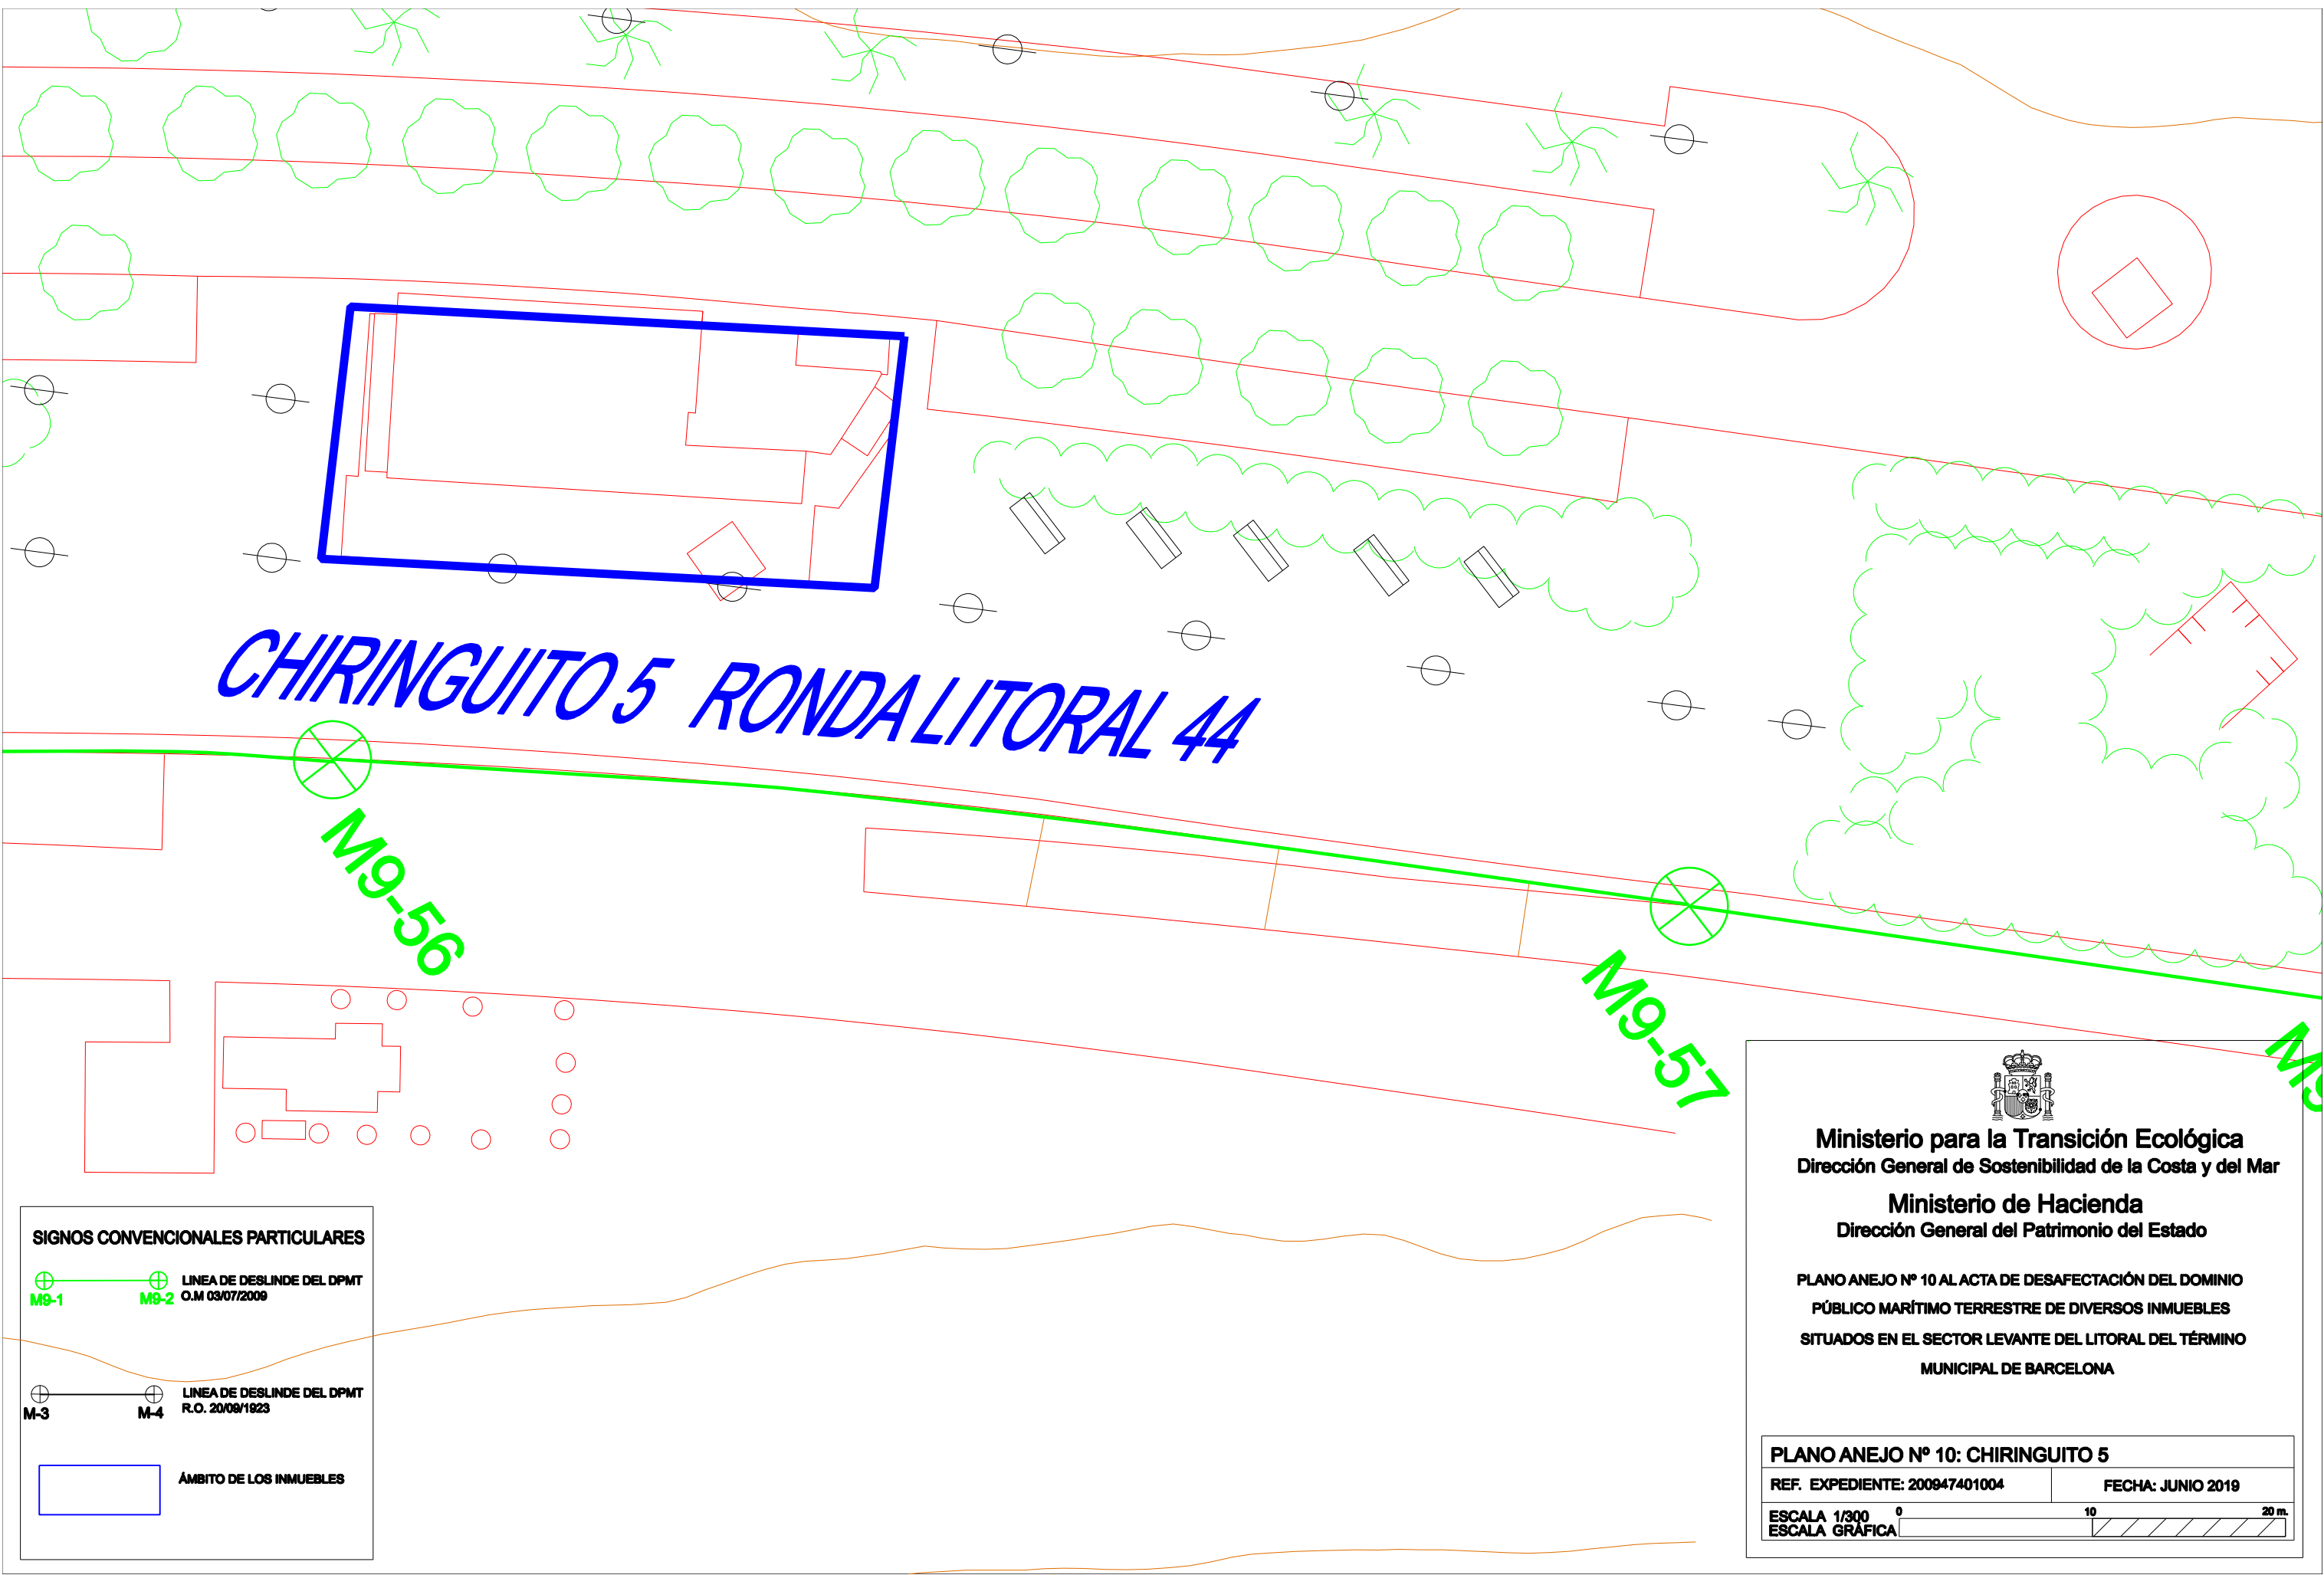 CHIRINGUITO 5 RONDA LITORAL 44
M9-56
M9-57
M9
SIGNOS CONVENCIONALES PARTICULARES
M9-1
M9-2
LINEA DE DESLINDE DEL DPMT
O.M 03/07/2009
M-3
M-4
LINEA DE DESLINDE DEL DPMT
R.O. 20/09/1923
ÁMBITO DE LOS INMUEBLES
Ministerio para la Transición Ecológica
Dirección General de Sostenibilidad de la Costa y del Mar
Ministerio de Hacienda
Dirección General del Patrimonio del Estado
PLANO ANEJO Nº 10 AL ACTA DE DESAFECTACIÓN DEL DOMINIO
PÚBLICO MARÍTIMO TERRESTRE DE DIVERSOS INMUEBLES
SITUADOS EN EL SECTOR LEVANTE DEL LITORAL DEL TÉRMINO
MUNICIPAL DE BARCELONA
PLANO ANEJO Nº 10: CHIRINGUITO 5
REF. EXPEDIENTE: 200947401004
FECHA: JUNIO 2019
ESCALA 1/300
ESCALA GRÁFICA
0 10 20 m.